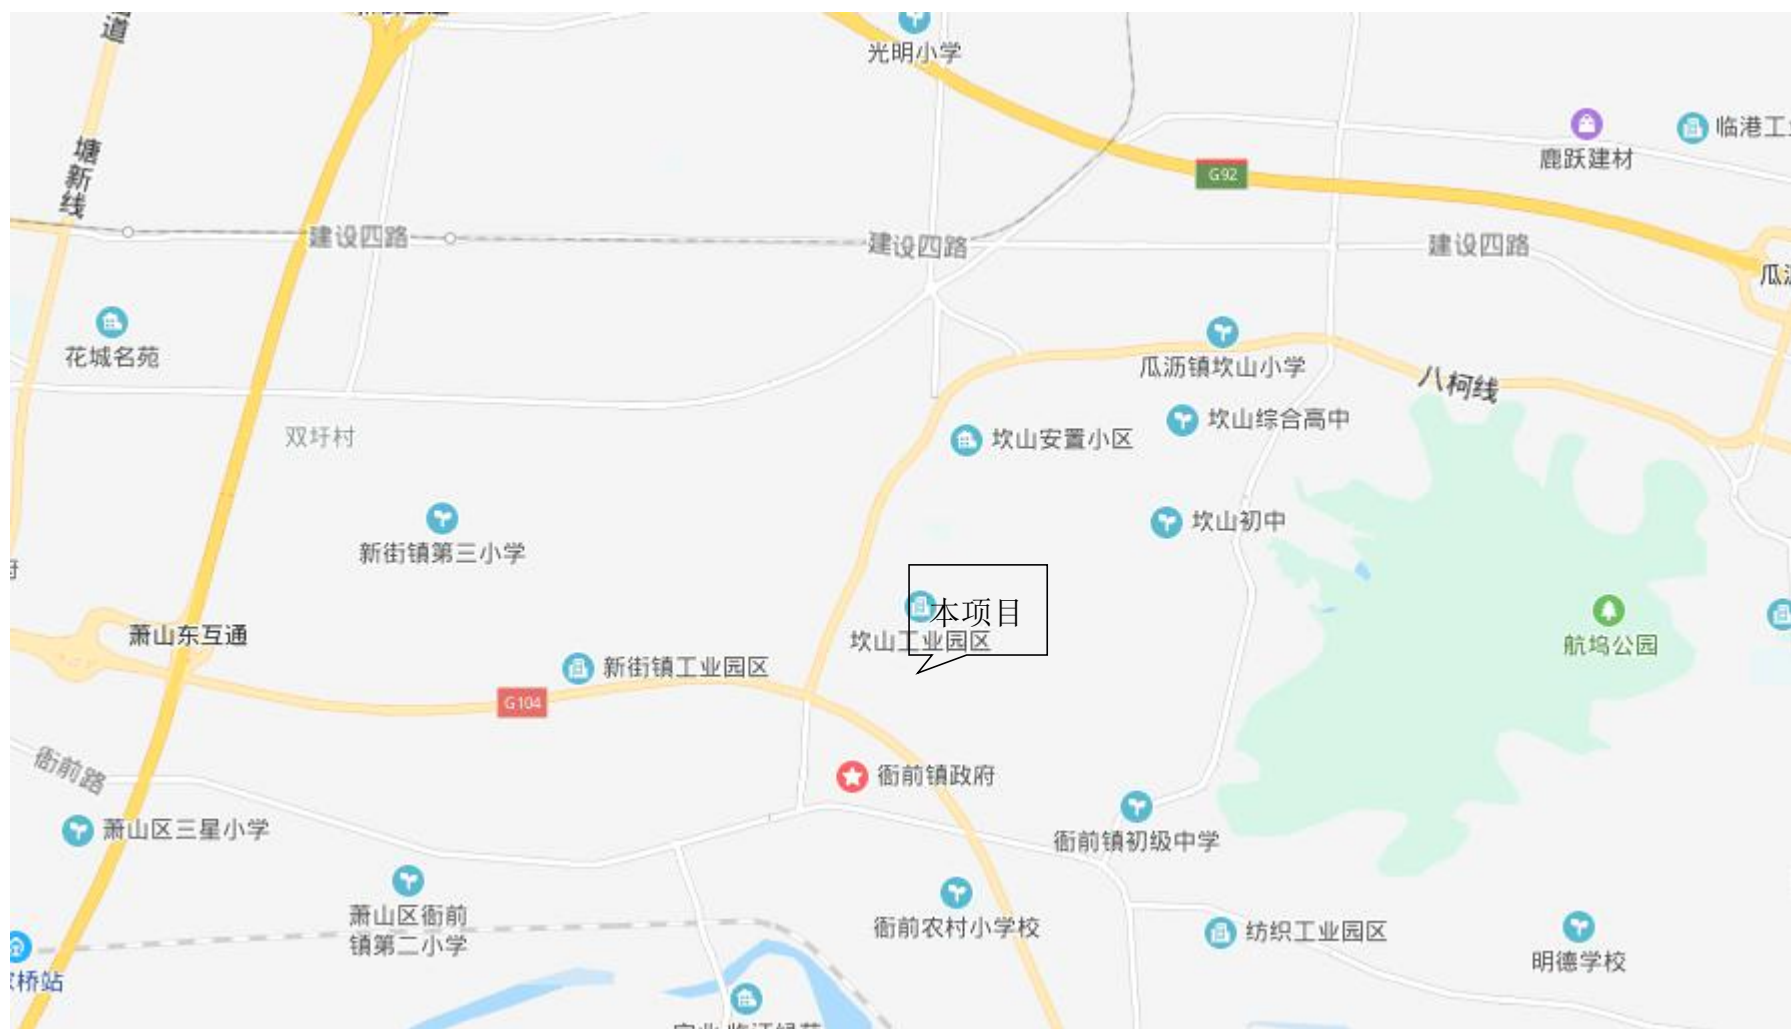 道
光明小学
塘新线
鹿跃建材
临港工
G92
建设四路
建设四路
建设四路
瓜沥
花城名苑
瓜沥镇坎山小学
八柯线
双圩村
坎山安置小区
坎山综合高中
新街镇第三小学
坎山初中
本项目
坎山工业园区
萧山东互通
航坞公园
新街镇工业园区
G104
衙前路
衙前镇政府
萧山区三星小学
衙前镇初级中学
萧山区衙前
镇第二小学
衙前农村小学校
纺织工业园区
明德学校
桥站